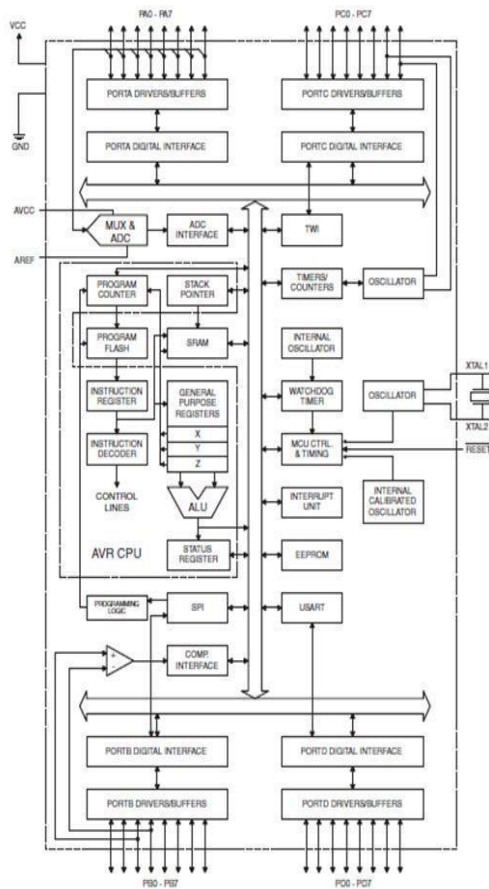 PA0 - PA7
PC0 - PC7
VCC
GND
PORTA DRIVERS/BUFFERS
PORTC DRIVERS/BUFFERS
PORTA DIGITAL INTERFACE
PORTC DIGITAL INTERFACE
AVCC
MUX &
ADC
ADC
INTERFACE
TWI
AREF
PROGRAM
COUNTER
STACK
POINTER
TIMERS/
COUNTERS
OSCILLATOR
PROGRAM
FLASH
SRAM
INTERNAL
OSCILLATOR
XTAL1
INSTRUCTION
REGISTER
GENERAL
PURPOSE
REGISTERS
WATCHDOG
TIMER
OSCILLATOR
XTAL2
X
INSTRUCTION
DECODER
Y
MCU CTRL.
& TIMING
RESET
Z
CONTROL
LINES
ALU
INTERRUPT
UNIT
INTERNAL
CALIBRATED
OSCILLATOR
AVR CPU
STATUS
REGISTER
EEPROM
PROGRAMMING
LOGIC
SPI
USART
+
-
COMP.
INTERFACE
PORTB DIGITAL INTERFACE
PORTD DIGITAL INTERFACE
PORTB DRIVERS/BUFFERS
PORTD DRIVERS/BUFFERS
PB0 - PB7
PD0 - PD7